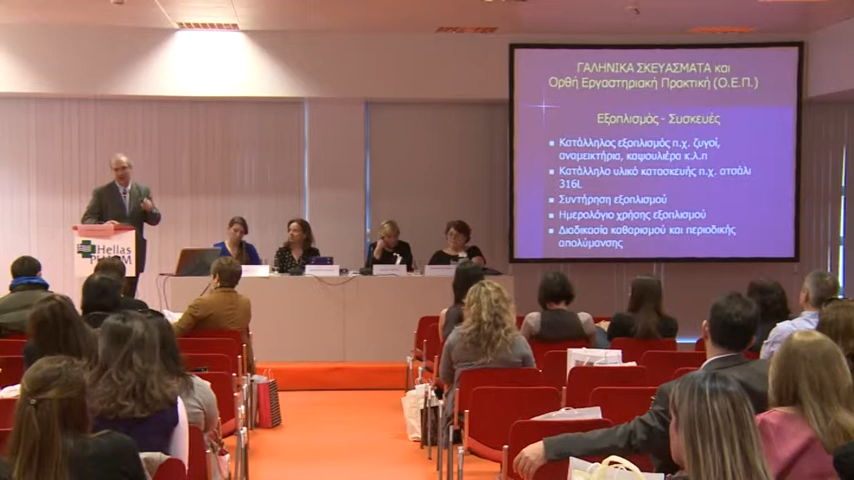 ΓΑΛΗΝΙΚΑ ΣΚΕΥΑΣΜΑΤΑ και
Ορθή Εργαστηριακή Πρακτική (Ο.Ε.Π.)
Εξοπλισμός - Συσκευές
Κατάλληλος εξοπλισμός π.χ. ζυγοί,
αναμεικτήρια, καψουλιέρα κ.λ.π
Κατάλληλο υλικό κατασκευής π.χ. ατσάλι
316L
Συντήρηση εξοπλισμού
Ημερολόγιο χρήσης εξοπλισμού
Διαδικασία καθαρισμού και περιοδικής
απολύμανσης
Hellas